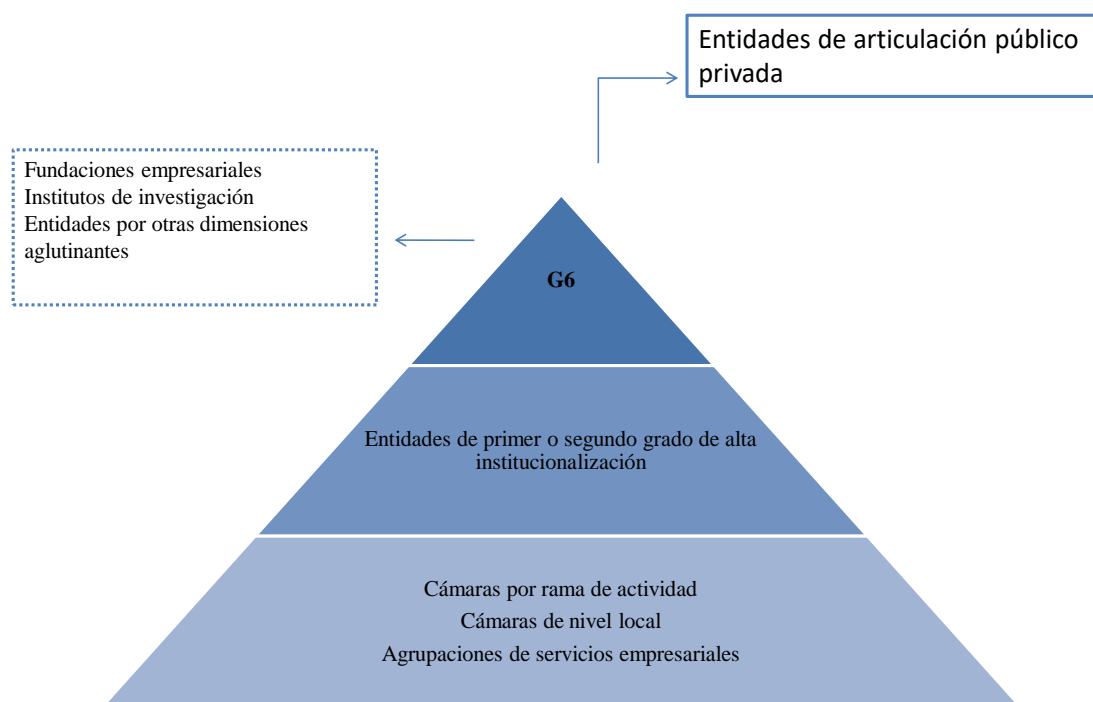 Entidades de articulación público
privada
Fundaciones empresariales
Institutos de investigación
Entidades por otras dimensiones
aglutinantes
G6
Entidades de primer o segundo grado de alta
institucionalización
Cámaras por rama de actividad
Cámaras de nivel local
Agrupaciones de servicios empresariales